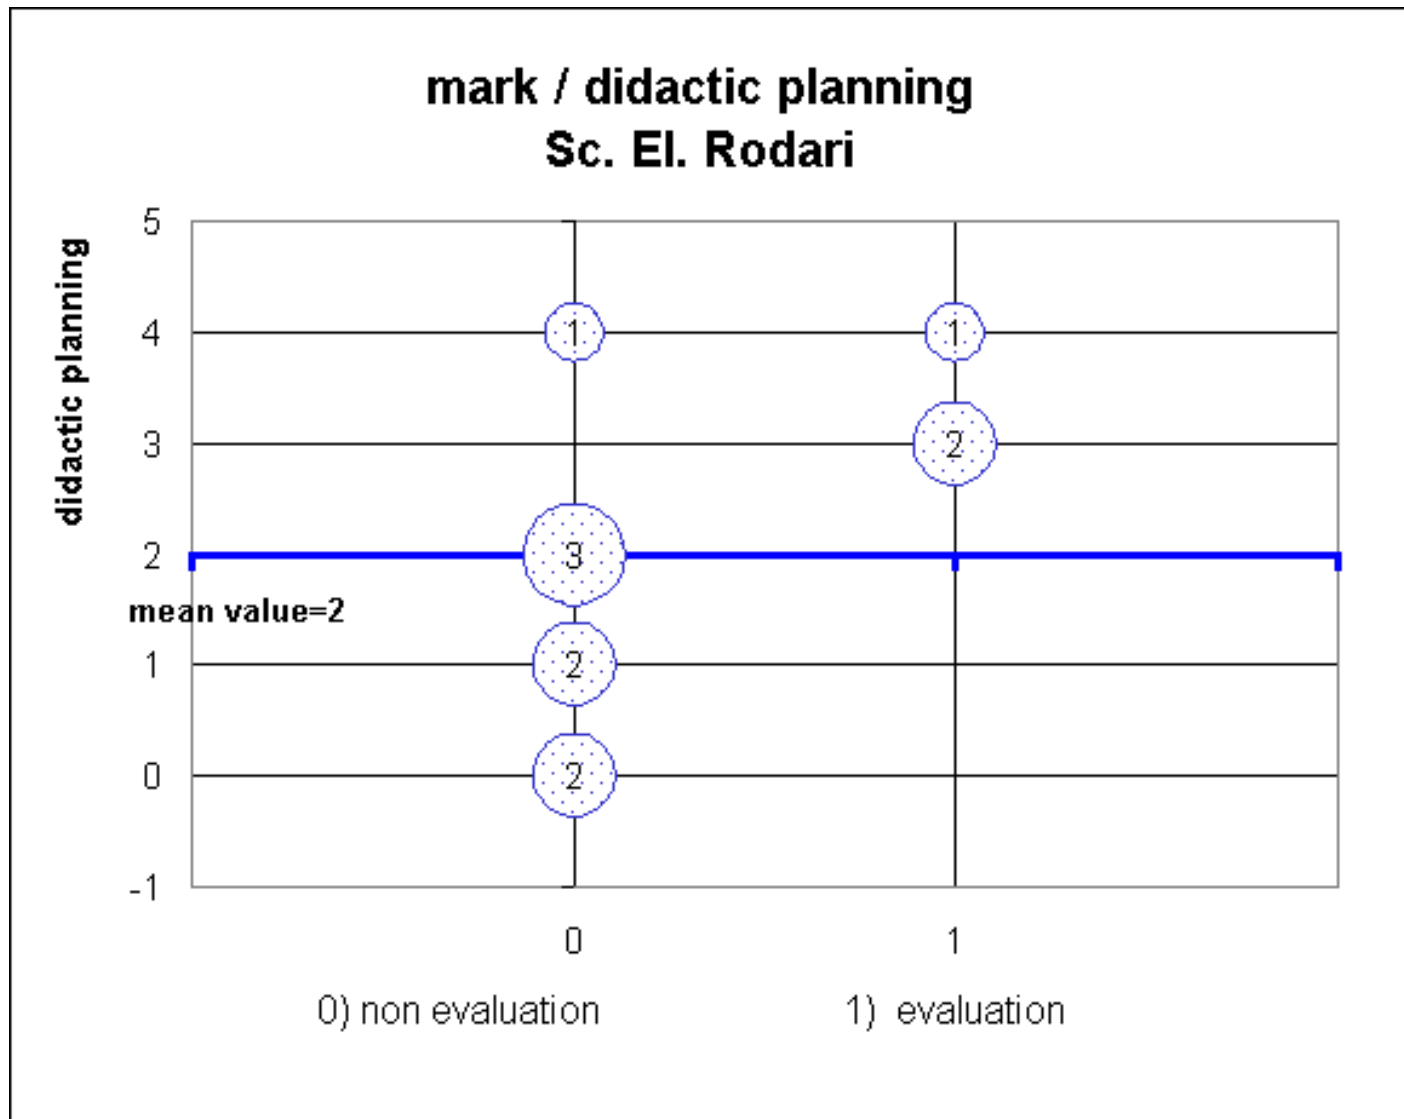 mark / didactic planning
Sc. El. Rodari
didactic planning
5
4
3
2
1
0
-1
1
1
2
3
mean value=2
2
2
0
1
0) non evaluation
1) evaluation